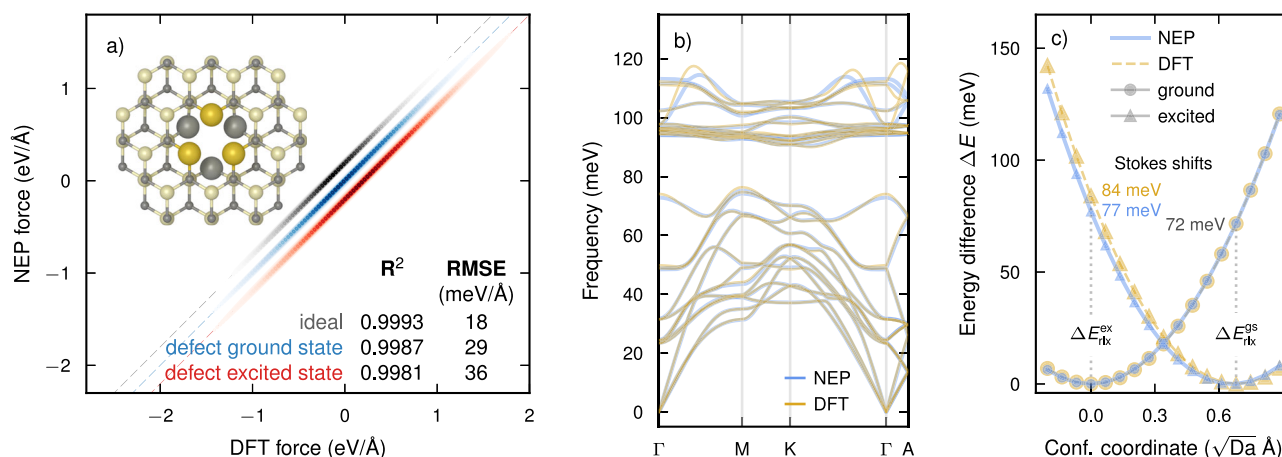 a)
NEP force (eV/Å)
1
0
−1
−2
R²
RMSE
(meV/Å)
ideal 0.9993 18
defect ground state 0.9987 29
defect excited state 0.9981 36
−2 −1 0 1 2
DFT force (eV/Å)
b)
Frequency (meV)
120
100
80
60
40
20
0
NEP
DFT
Γ M K Γ A
c)
Energy difference ΔE (meV)
150
100
50
0
NEP
DFT
ground
excited
Stokes shifts
84 meV
77 meV
72 meV
ΔE^ex_rlx
ΔE^gs_rlx
0.0 0.3 0.6
Conf. coordinate (√Da Å)